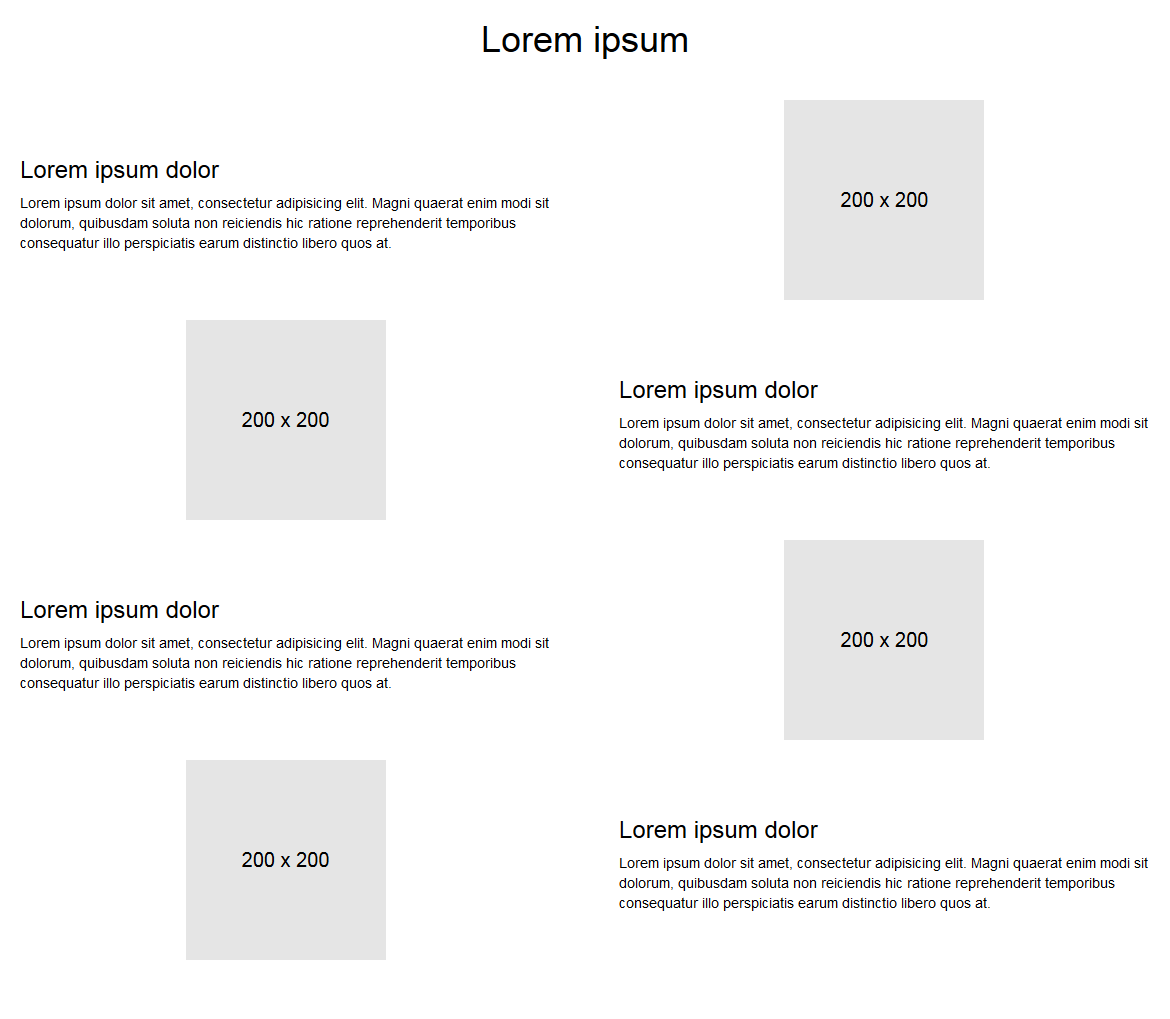 Lorem ipsum
Lorem ipsum dolor
Lorem ipsum dolor sit amet, consectetur adipisicing elit. Magni quaerat enim modi sit
dolorum, quibusdam soluta non reiciendis hic ratione reprehenderit temporibus
consequatur illo perspiciatis earum distinctio libero quos at.
200 x 200
200 x 200
Lorem ipsum dolor
Lorem ipsum dolor sit amet, consectetur adipisicing elit. Magni quaerat enim modi sit
dolorum, quibusdam soluta non reiciendis hic ratione reprehenderit temporibus
consequatur illo perspiciatis earum distinctio libero quos at.
Lorem ipsum dolor
Lorem ipsum dolor sit amet, consectetur adipisicing elit. Magni quaerat enim modi sit
dolorum, quibusdam soluta non reiciendis hic ratione reprehenderit temporibus
consequatur illo perspiciatis earum distinctio libero quos at.
200 x 200
200 x 200
Lorem ipsum dolor
Lorem ipsum dolor sit amet, consectetur adipisicing elit. Magni quaerat enim modi sit
dolorum, quibusdam soluta non reiciendis hic ratione reprehenderit temporibus
consequatur illo perspiciatis earum distinctio libero quos at.